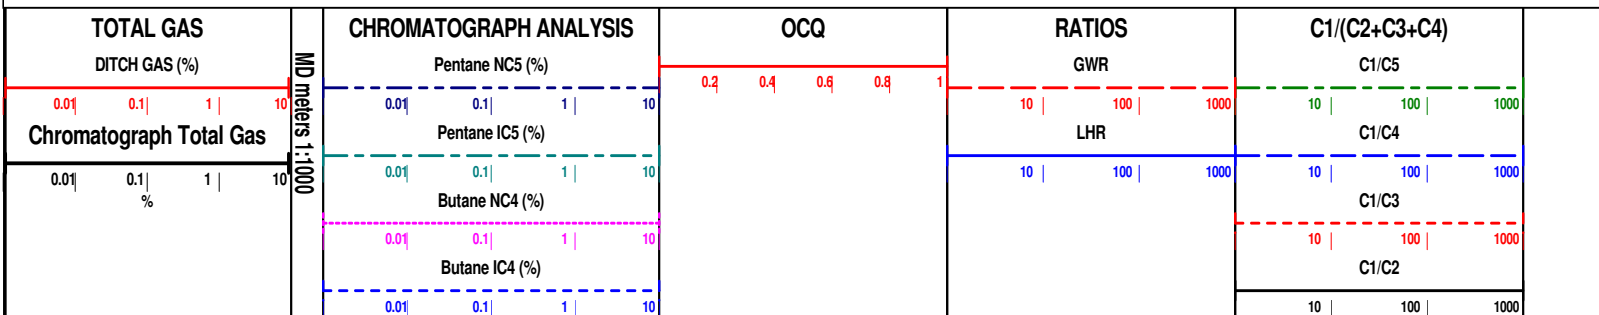 TOTAL GAS
DITCH GAS (%)
0.01 0.1 1 10
Chromatograph Total Gas
0.01 0.1 1 10
%
MD meters 1:1000
CHROMATOGRAPH ANALYSIS
Pentane NC5 (%)
0.01 0.1 1 10
Pentane IC5 (%)
0.01 0.1 1 10
Butane NC4 (%)
0.01 0.1 1 10
Butane IC4 (%)
0.01 0.1 1 10
OCQ
0.2 0.4 0.6 0.8 1
RATIOS
GWR
10 100 1000
LHR
10 100 1000
C1/(C2+C3+C4)
C1/C5
10 100 1000
C1/C4
10 100 1000
C1/C3
10 100 1000
C1/C2
10 100 1000